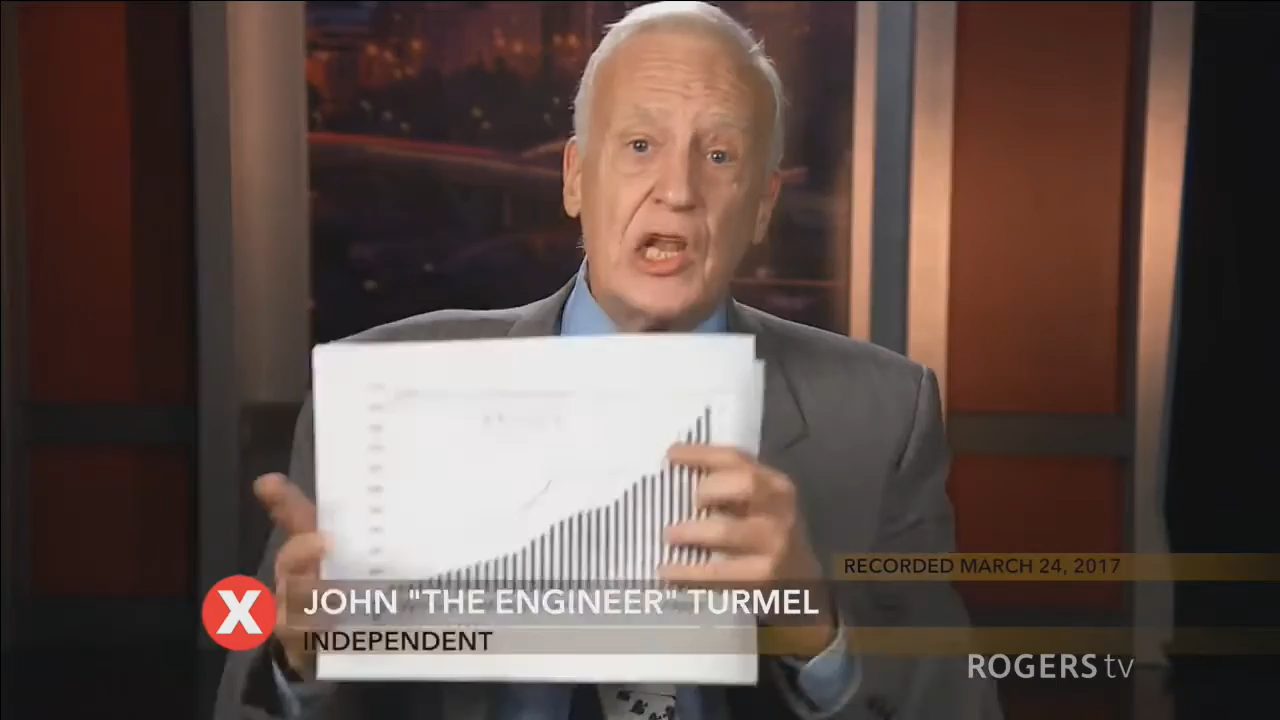 RECORDED MARCH 24, 2017
JOHN "THE ENGINEER" TURMEL
INDEPENDENT
ROGERS tv